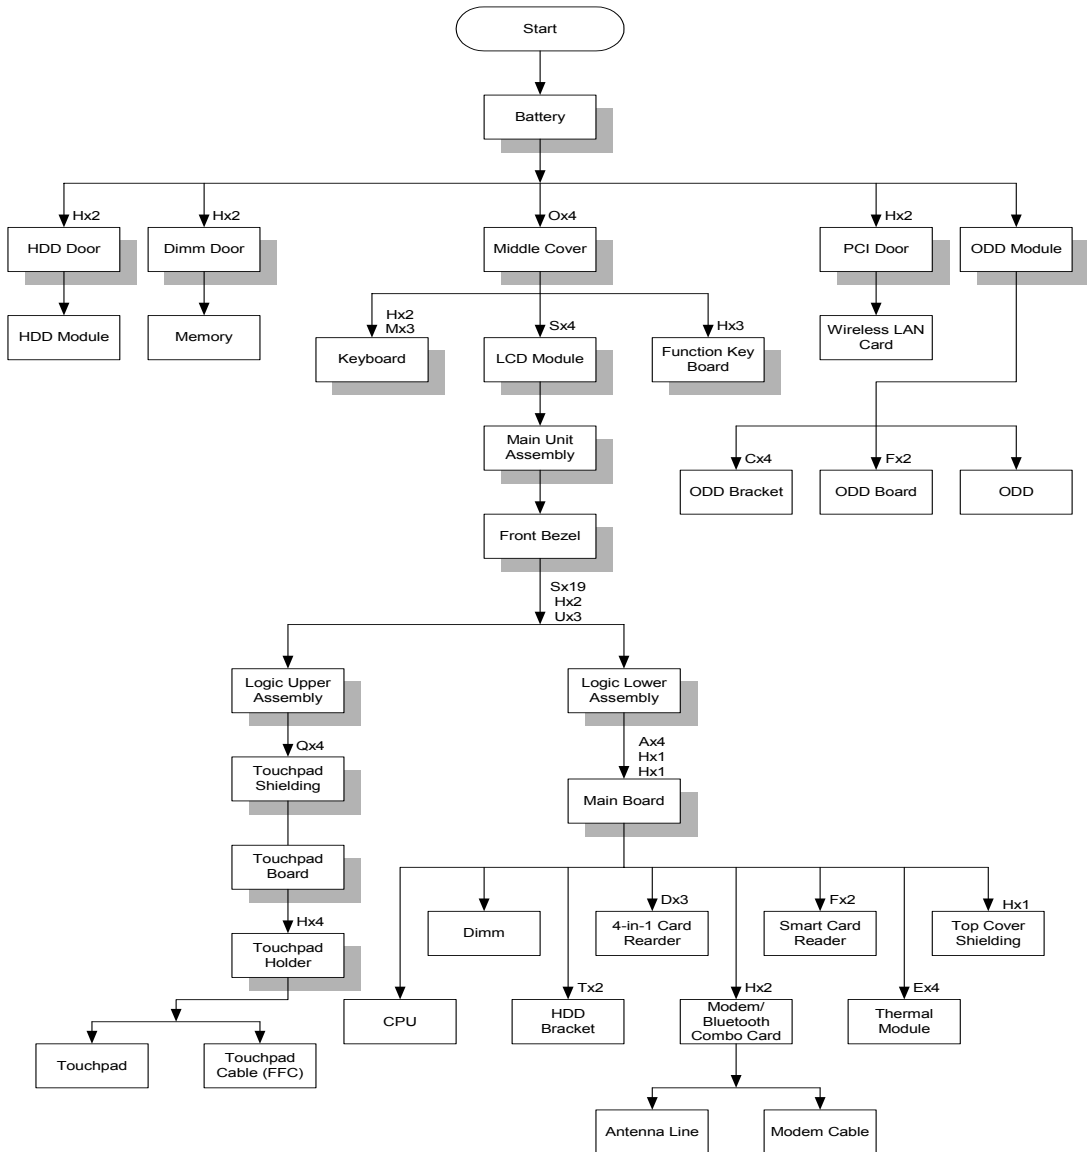 Start
Battery
Hx2
Hx2
Ox4
Hx2
HDD Door
Dimm Door
Middle Cover
PCI Door
ODD Module
HDD Module
Memory
Hx2
Mx3
Sx4
Hx3
Keyboard
LCD Module
Function Key
Board
Wireless LAN
Card
Main Unit
Assembly
Cx4
Fx2
ODD Bracket
ODD Board
ODD
Front Bezel
Sx19
Hx2
Ux3
Logic Upper
Assembly
Logic Lower
Assembly
Qx4
Ax4
Hx1
Hx1
Touchpad
Shielding
Main Board
Touchpad
Board
Dx3
Fx2
Hx1
Dimm
4-in-1 Card
Rearder
Smart Card
Reader
Top Cover
Shielding
Hx4
Touchpad
Holder
Tx2
Hx2
Ex4
CPU
HDD
Bracket
Modem/
Bluetooth
Combo Card
Thermal
Module
Touchpad
Touchpad
Cable (FFC)
Antenna Line
Modem Cable